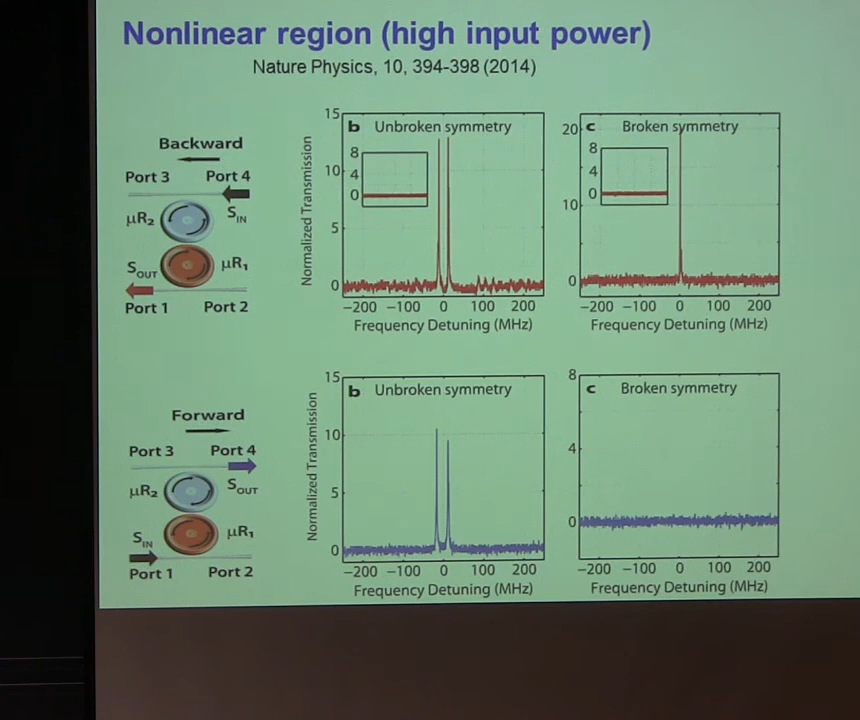 Nonlinear region (high input power)
Nature Physics, 10, 394-398 (2014)
Backward
Port 3 Port 4
μR₂ S_IN
S_OUT μR₁
Port 1 Port 2
b Unbroken symmetry
Normalized Transmission
15
10
5
0
8
4
0
−200 −100 0 100 200
Frequency Detuning (MHz)
c Broken symmetry
20
10
0
8
4
0
−200 −100 0 100 200
Frequency Detuning (MHz)
Forward
Port 3 Port 4
μR₂ S_OUT
S_IN μR₁
Port 1 Port 2
b Unbroken symmetry
Normalized Transmission
15
10
5
0
−200 −100 0 100 200
Frequency Detuning (MHz)
c Broken symmetry
8
4
0
−200 −100 0 100 200
Frequency Detuning (MHz)